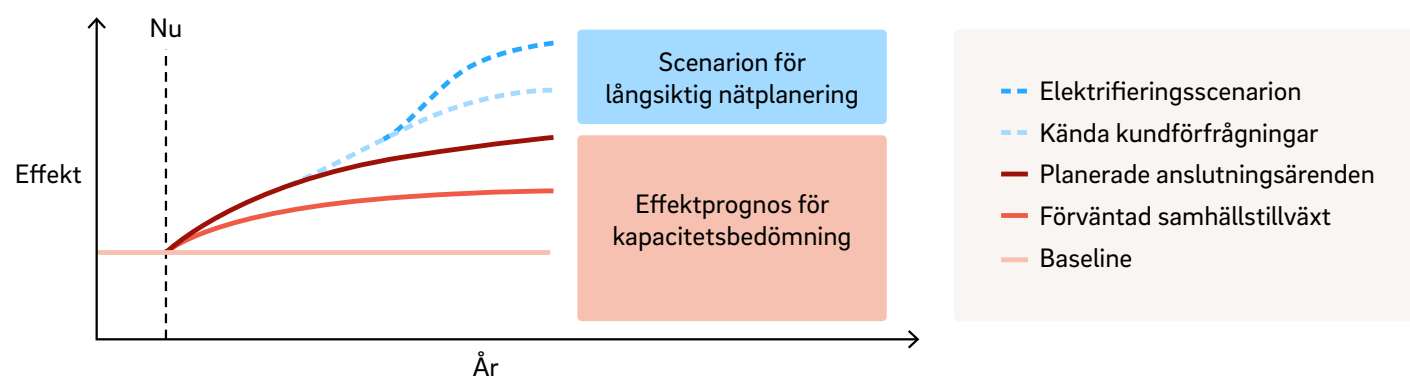 Nu
Effekt
År
Scenarion för
långsiktig nätplanering
Effektprognos för
kapacitetsbedömning
Elektrifieringsscenarion
Kända kundförfrågningar
Planerade anslutningsärenden
Förväntad samhällstillväxt
Baseline